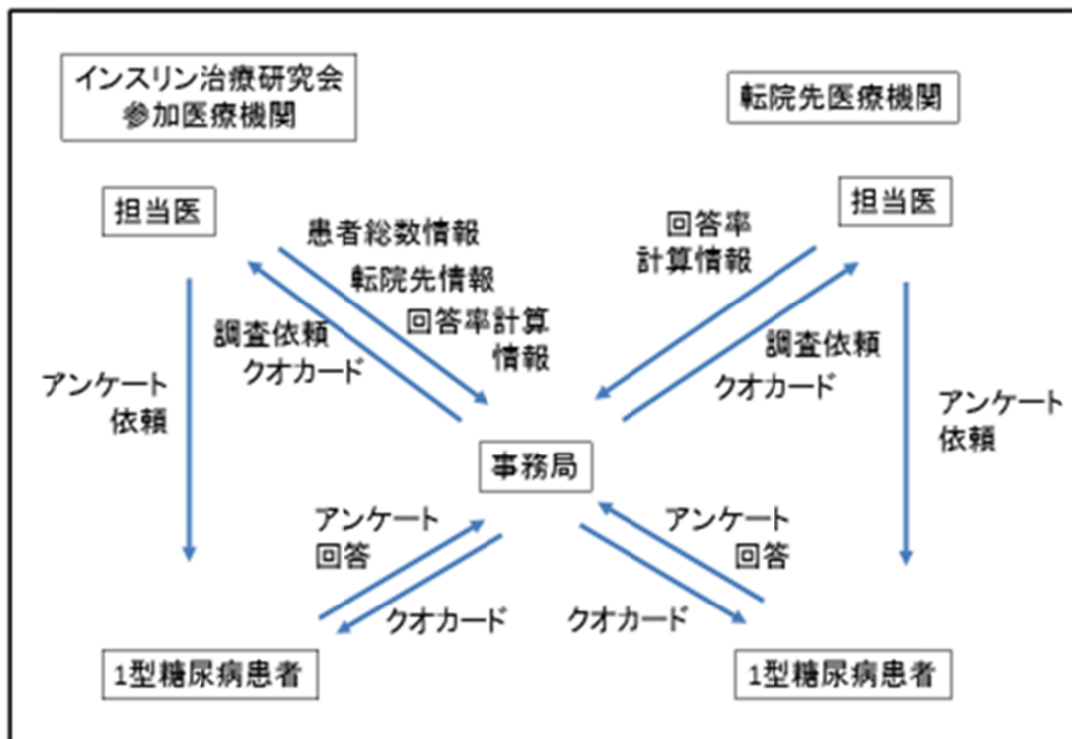 インスリン治療研究会
参加医療機関
転院先医療機関
担当医
担当医
患者総数情報
転院先情報
回答率計算
情報
回答率
計算情報
調査依頼
クオカード
調査依頼
クオカード
アンケート
依頼
アンケート
依頼
事務局
アンケート
回答
アンケート
回答
クオカード
クオカード
1型糖尿病患者
1型糖尿病患者